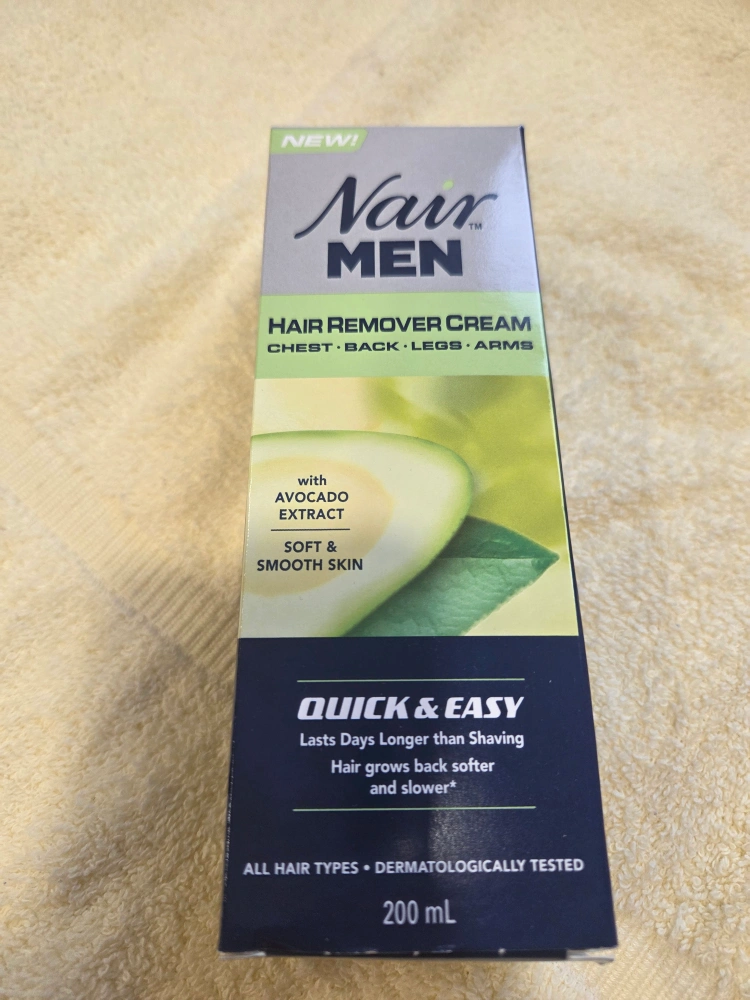 NEW!
Nair™
MEN
HAIR REMOVER CREAM
CHEST · BACK · LEGS · ARMS
with
AVOCADO
EXTRACT
SOFT &
SMOOTH SKIN
QUICK & EASY
Lasts Days Longer than Shaving
Hair grows back softer
and slower*
ALL HAIR TYPES • DERMATOLOGICALLY TESTED
200 mL